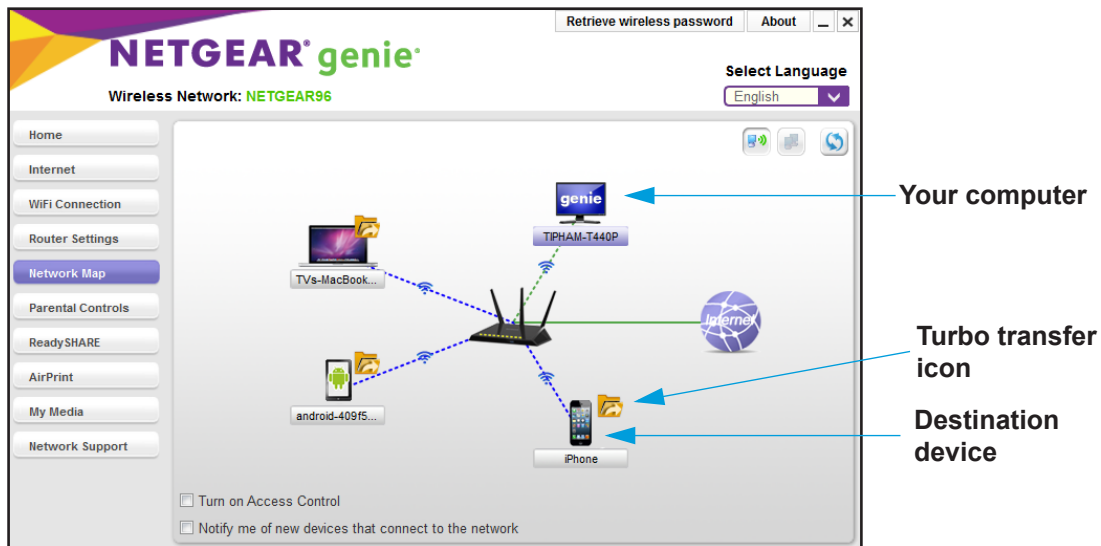 Retrieve wireless password About
NETGEAR® genie®
Select Language
Wireless Network: NETGEAR96
English
Home
Internet
WiFi Connection
Router Settings
Network Map
Parental Controls
ReadySHARE
AirPrint
My Media
Network Support
genie
TIPHAM-T440P
TVs-MacBook...
Internet
android-409f5...
iPhone
Turn on Access Control
Notify me of new devices that connect to the network
Your computer
Turbo transfer
icon
Destination
device